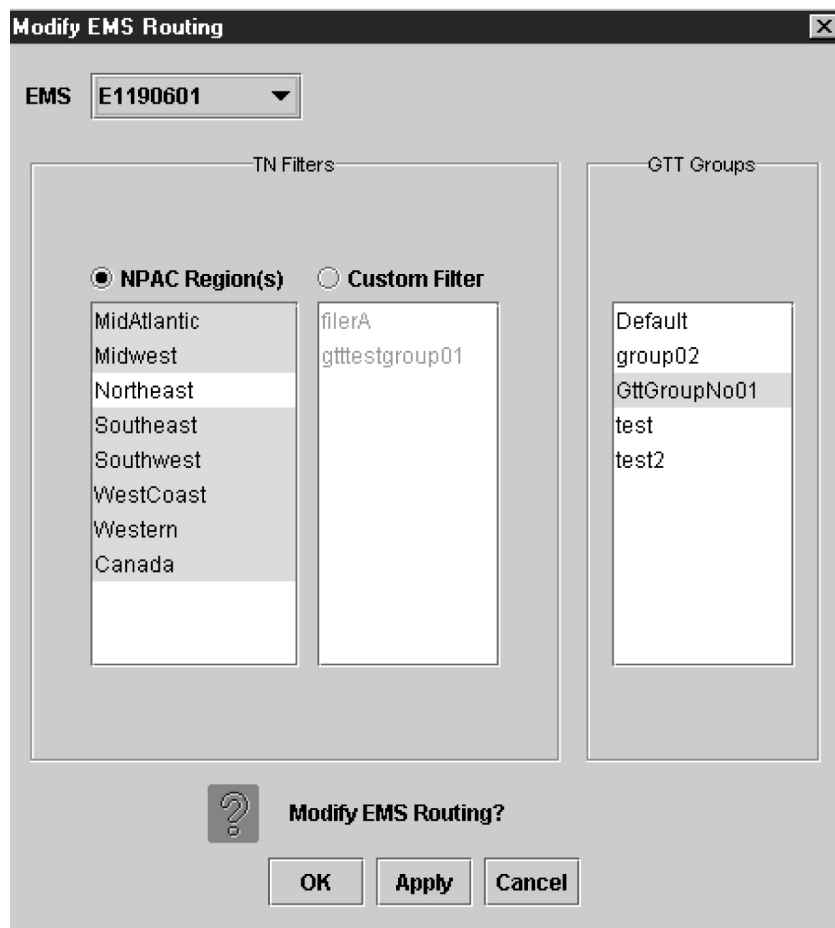 Modify EMS Routing
EMS E1190601
TN Filters
GTT Groups
NPAC Region(s) Custom Filter
MidAtlantic
Midwest
Northeast
Southeast
Southwest
WestCoast
Western
Canada
filerA
gtttestgroup01
Default
group02
GttGroupNo01
test
test2
Modify EMS Routing?
OK Apply Cancel